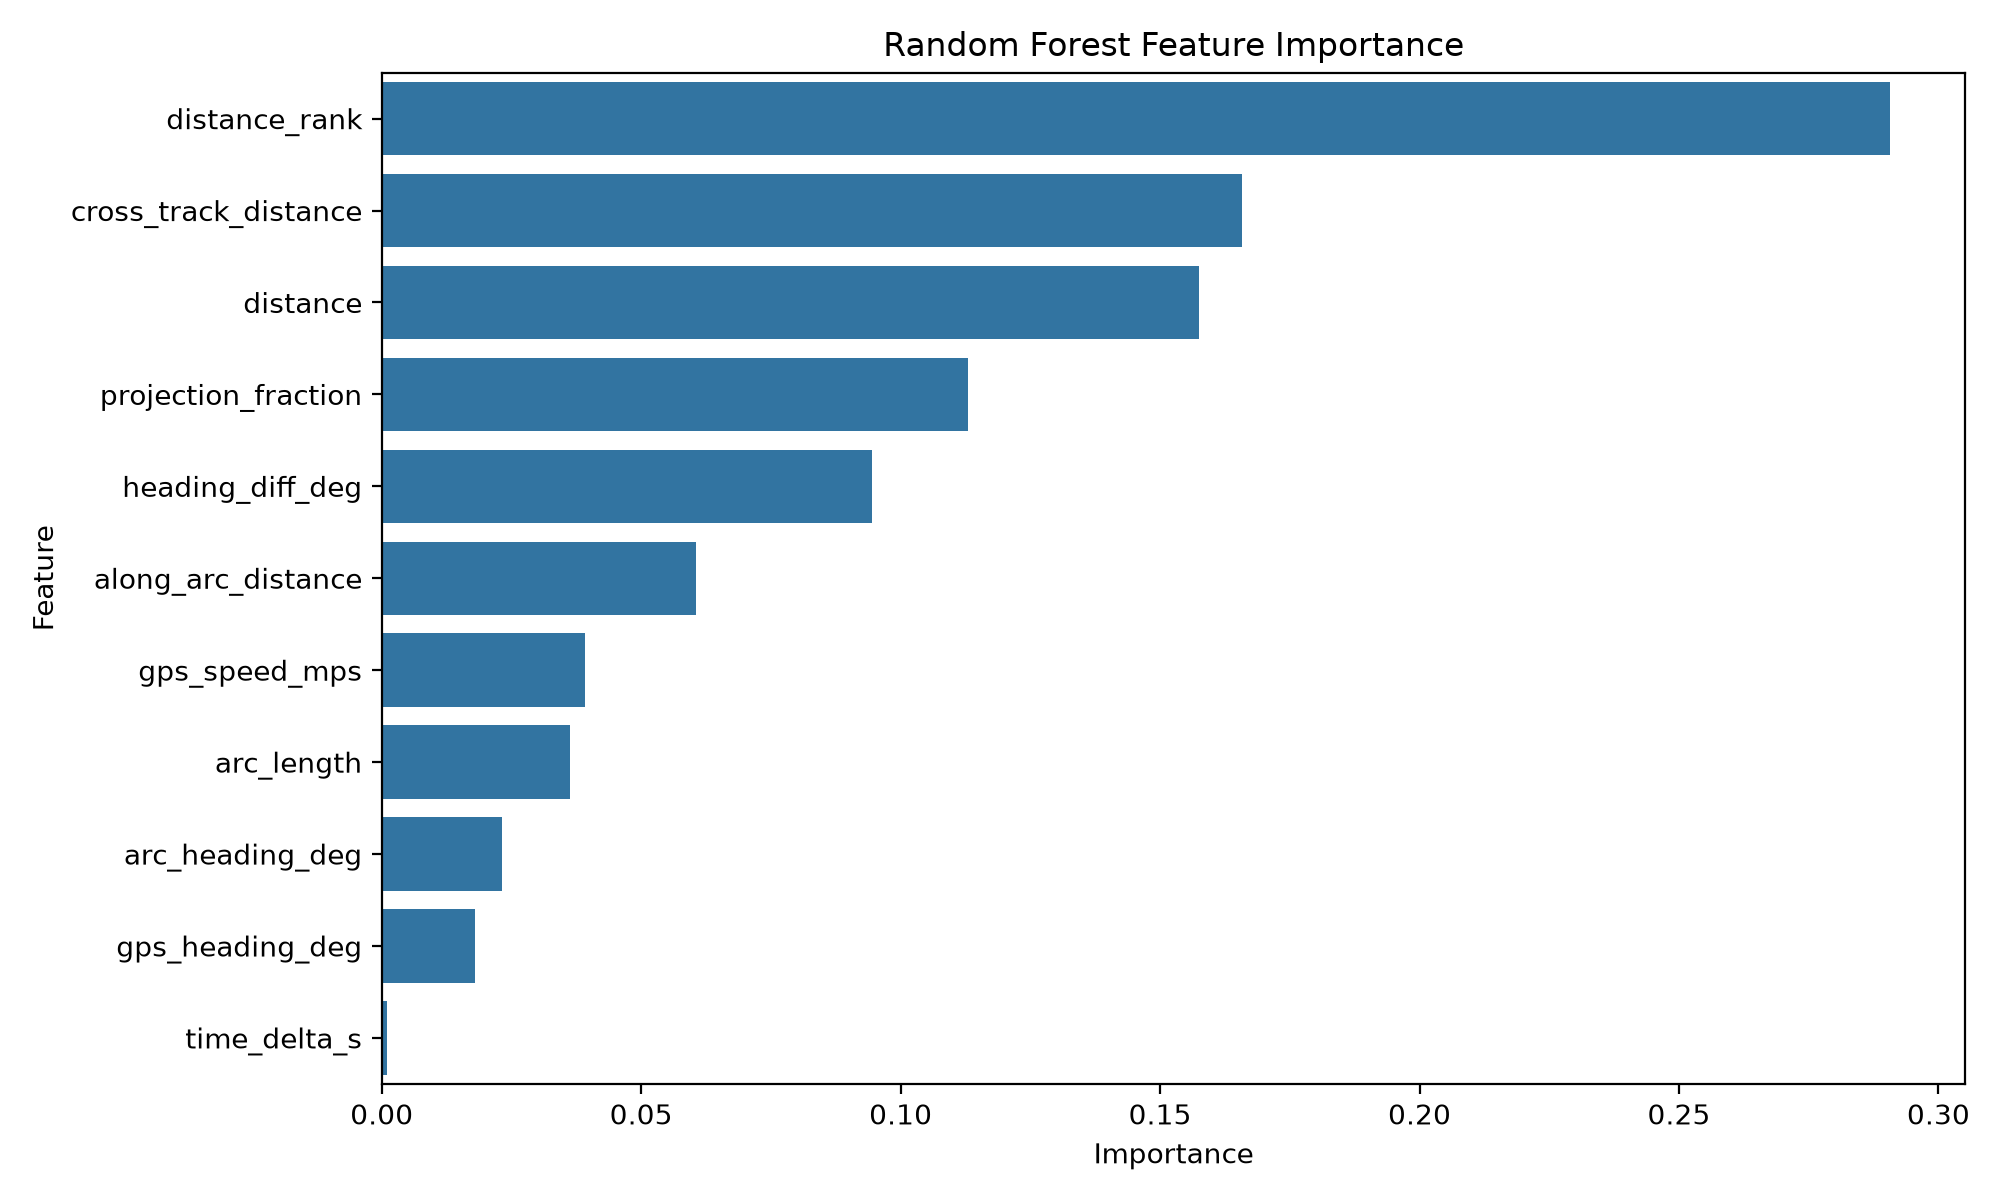 Random Forest Feature Importance
distance_rank
cross_track_distance
distance
projection_fraction
heading_diff_deg
along_arc_distance
gps_speed_mps
arc_length
arc_heading_deg
gps_heading_deg
time_delta_s
Feature
0.00 0.05 0.10 0.15 0.20 0.25 0.30
Importance